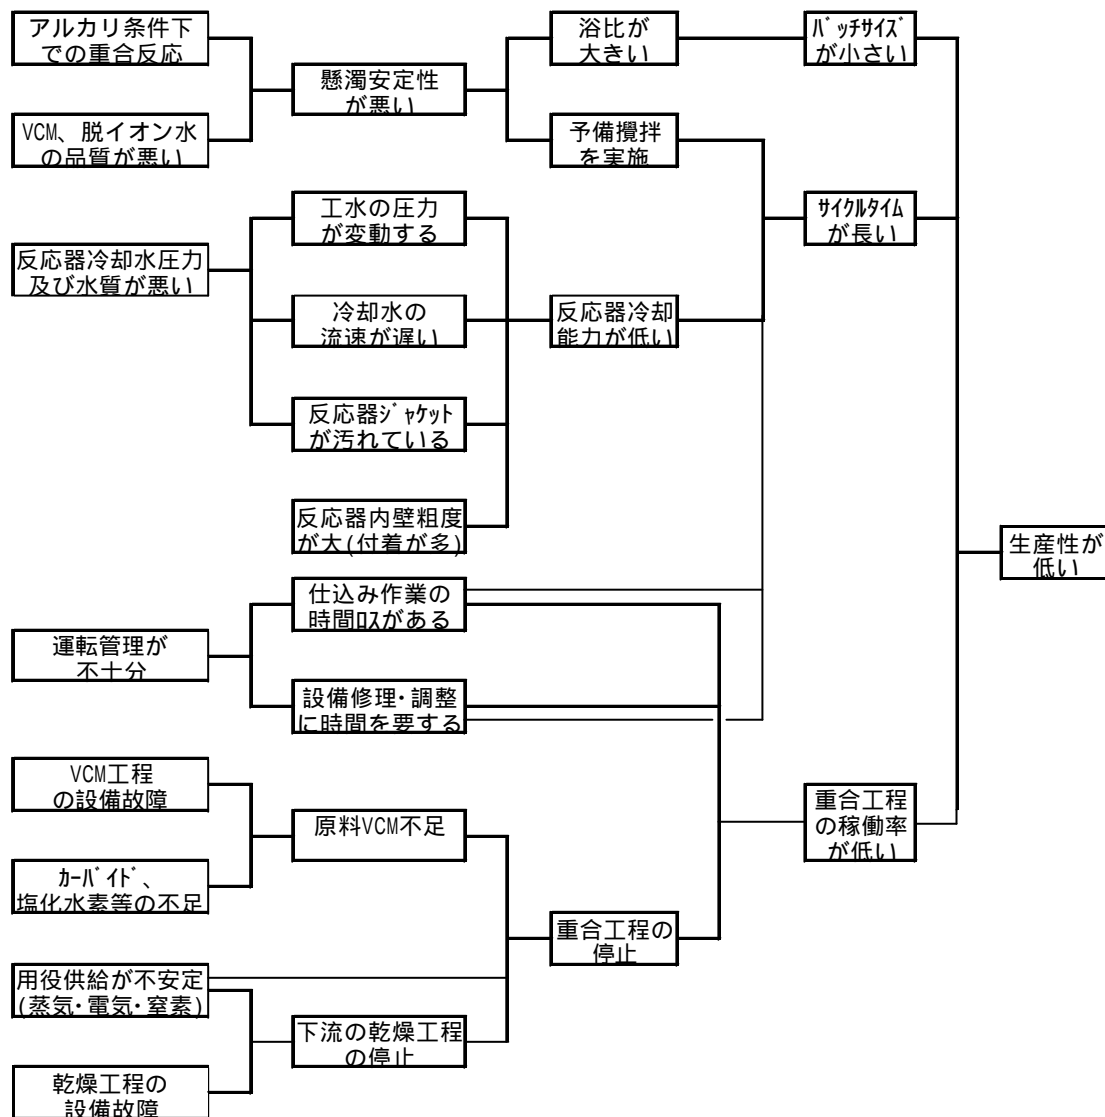 アルカリ条件下
での重合反応
VCM、脱イオン水
の品質が悪い
懸濁安定性
が悪い
浴比が
大きい
予備攪拌
を実施
ﾊﾞｯﾁｻｲｽﾞ
が小さい
反応器冷却水圧力
及び水質が悪い
工水の圧力
が変動する
冷却水の
流速が遅い
反応器ｼﾞｬｹｯﾄ
が汚れている
反応器内壁粗度
が大(付着が多)
反応器冷却
能力が低い
ｻｲｸﾙﾀｲﾑ
が長い
運転管理が
不十分
仕込み作業の
時間ﾛｽがある
設備修理・調整
に時間を要する
VCM工程
の設備故障
ｶｰﾊﾞｲﾄﾞ、
塩化水素等の不足
原料VCM不足
用役供給が不安定
(蒸気・電気・窒素)
乾燥工程の
設備故障
下流の乾燥工程
の停止
重合工程の
停止
重合工程
の稼働率
が低い
生産性が
低い